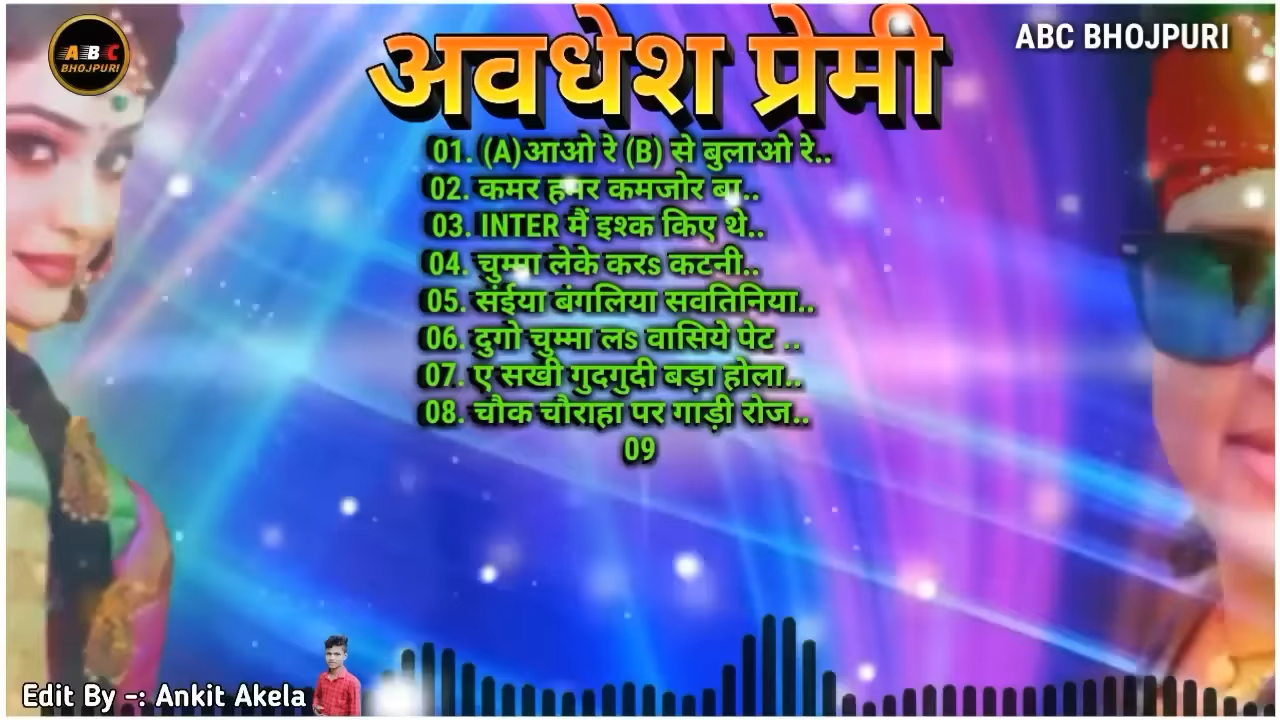 ABC
BHOJPURI
अवधेश प्रेमी
ABC BHOJPURI
01. (A)आओ रे (B) से बुलाओ रे..
02. कमर हमर कमजोर बा..
03. INTER मैं इश्क किए थे..
04. चुम्मा लेके करs कटनी..
05. संईया बंगलिया सवतिनिया..
06. दुगो चुम्मा लs वासिये पेट ..
07. ए सखी गुदगुदी बड़ा होला..
08. चौक चौराहा पर गाड़ी रोज..
09
Edit By -: Ankit Akela